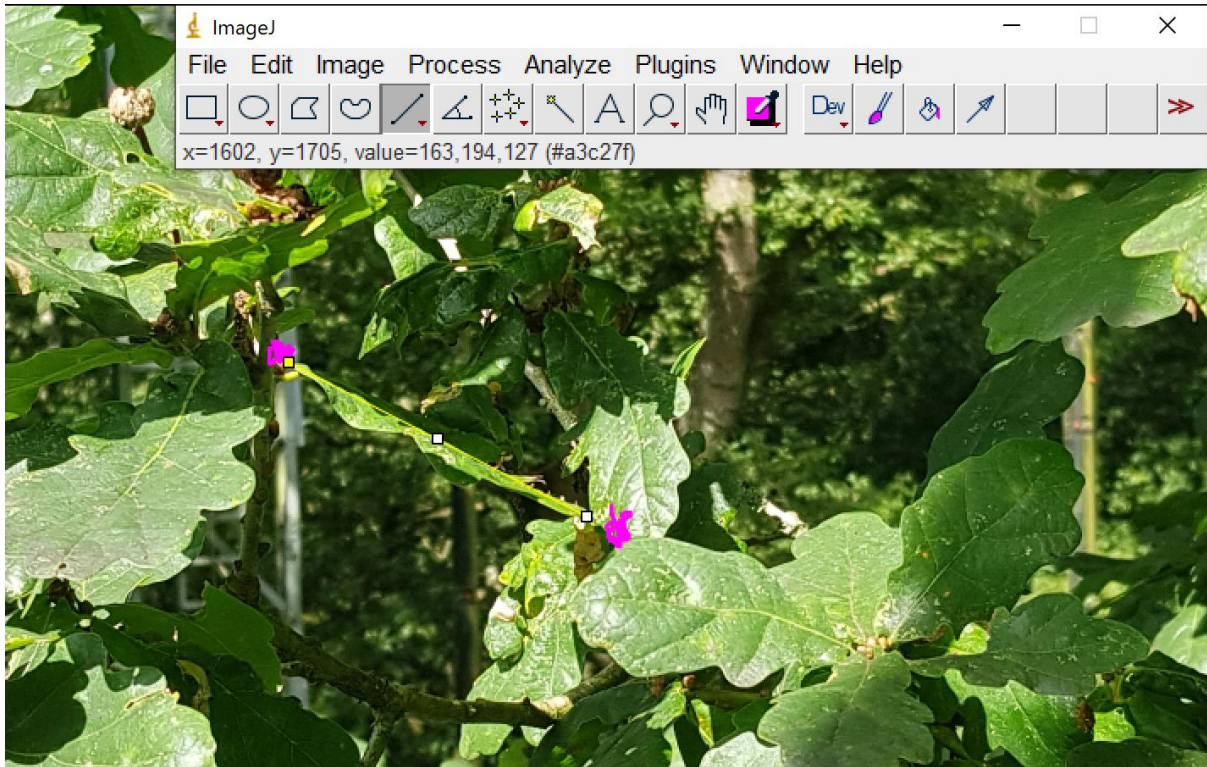 ImageJ
File Edit Image Process Analyze Plugins Window Help
A Dev
x=1602, y=1705, value=163,194,127 (#a3c27f)